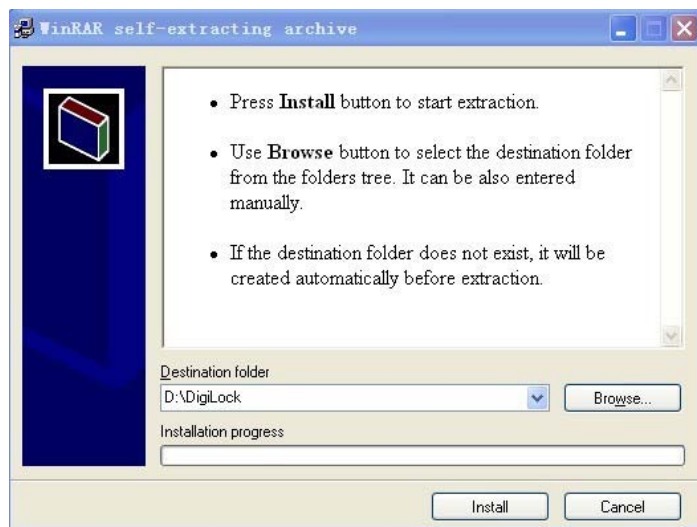 WinRAR self-extracting archive
• Press Install button to start extraction.
• Use Browse button to select the destination folder
from the folders tree. It can be also entered
manually.
• If the destination folder does not exist, it will be
created automatically before extraction.
Destination folder
D:\DigiLock
Browse...
Installation progress
Install
Cancel